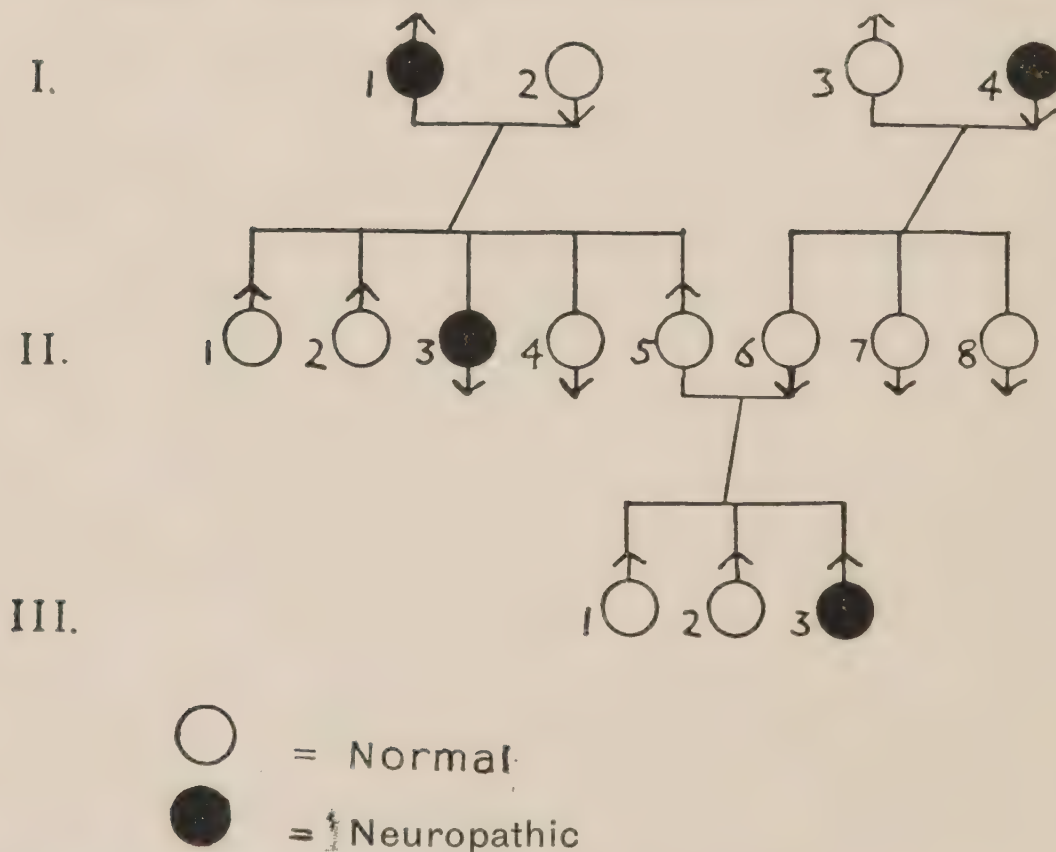 I.
1 2 3 4
II.
1 2 3 4 5 6 7 8
III.
1 2 3
= Normal
= Neuropathic